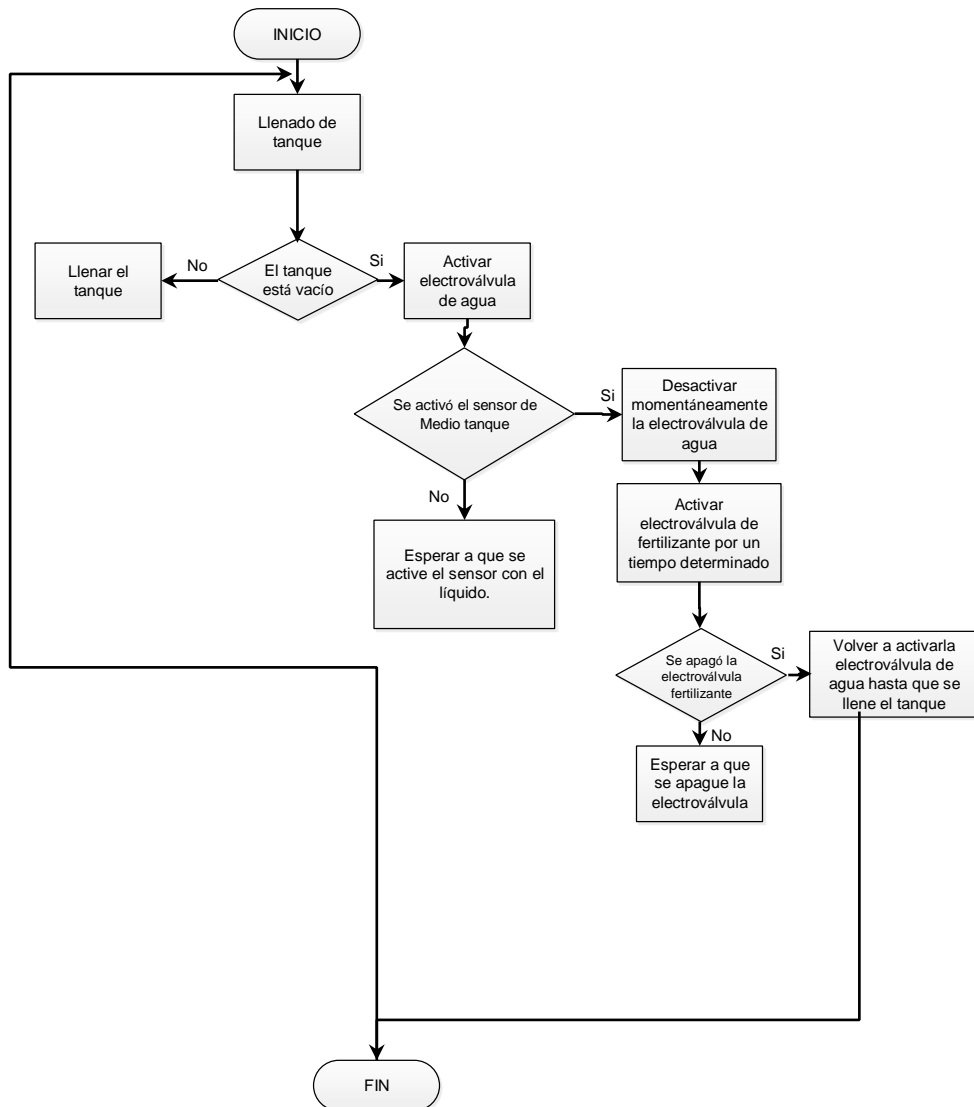 INICIO
Llenado de
tanque
No
Si
Llenar el
tanque
El tanque
está vacío
Activar
electroválvula
de agua
Se activó el sensor de
Medio tanque
Si
Desactivar
momentáneamente
la electroválvula de
agua
No
Activar
electroválvula de
fertilizante por un
tiempo determinado
Esperar a que se
active el sensor con el
líquido.
Se apagó la
electroválvula
fertilizante
Si
Volver a activarla
electroválvula de
agua hasta que se
llene el tanque
No
Esperar a que
se apague la
electroválvula
FIN